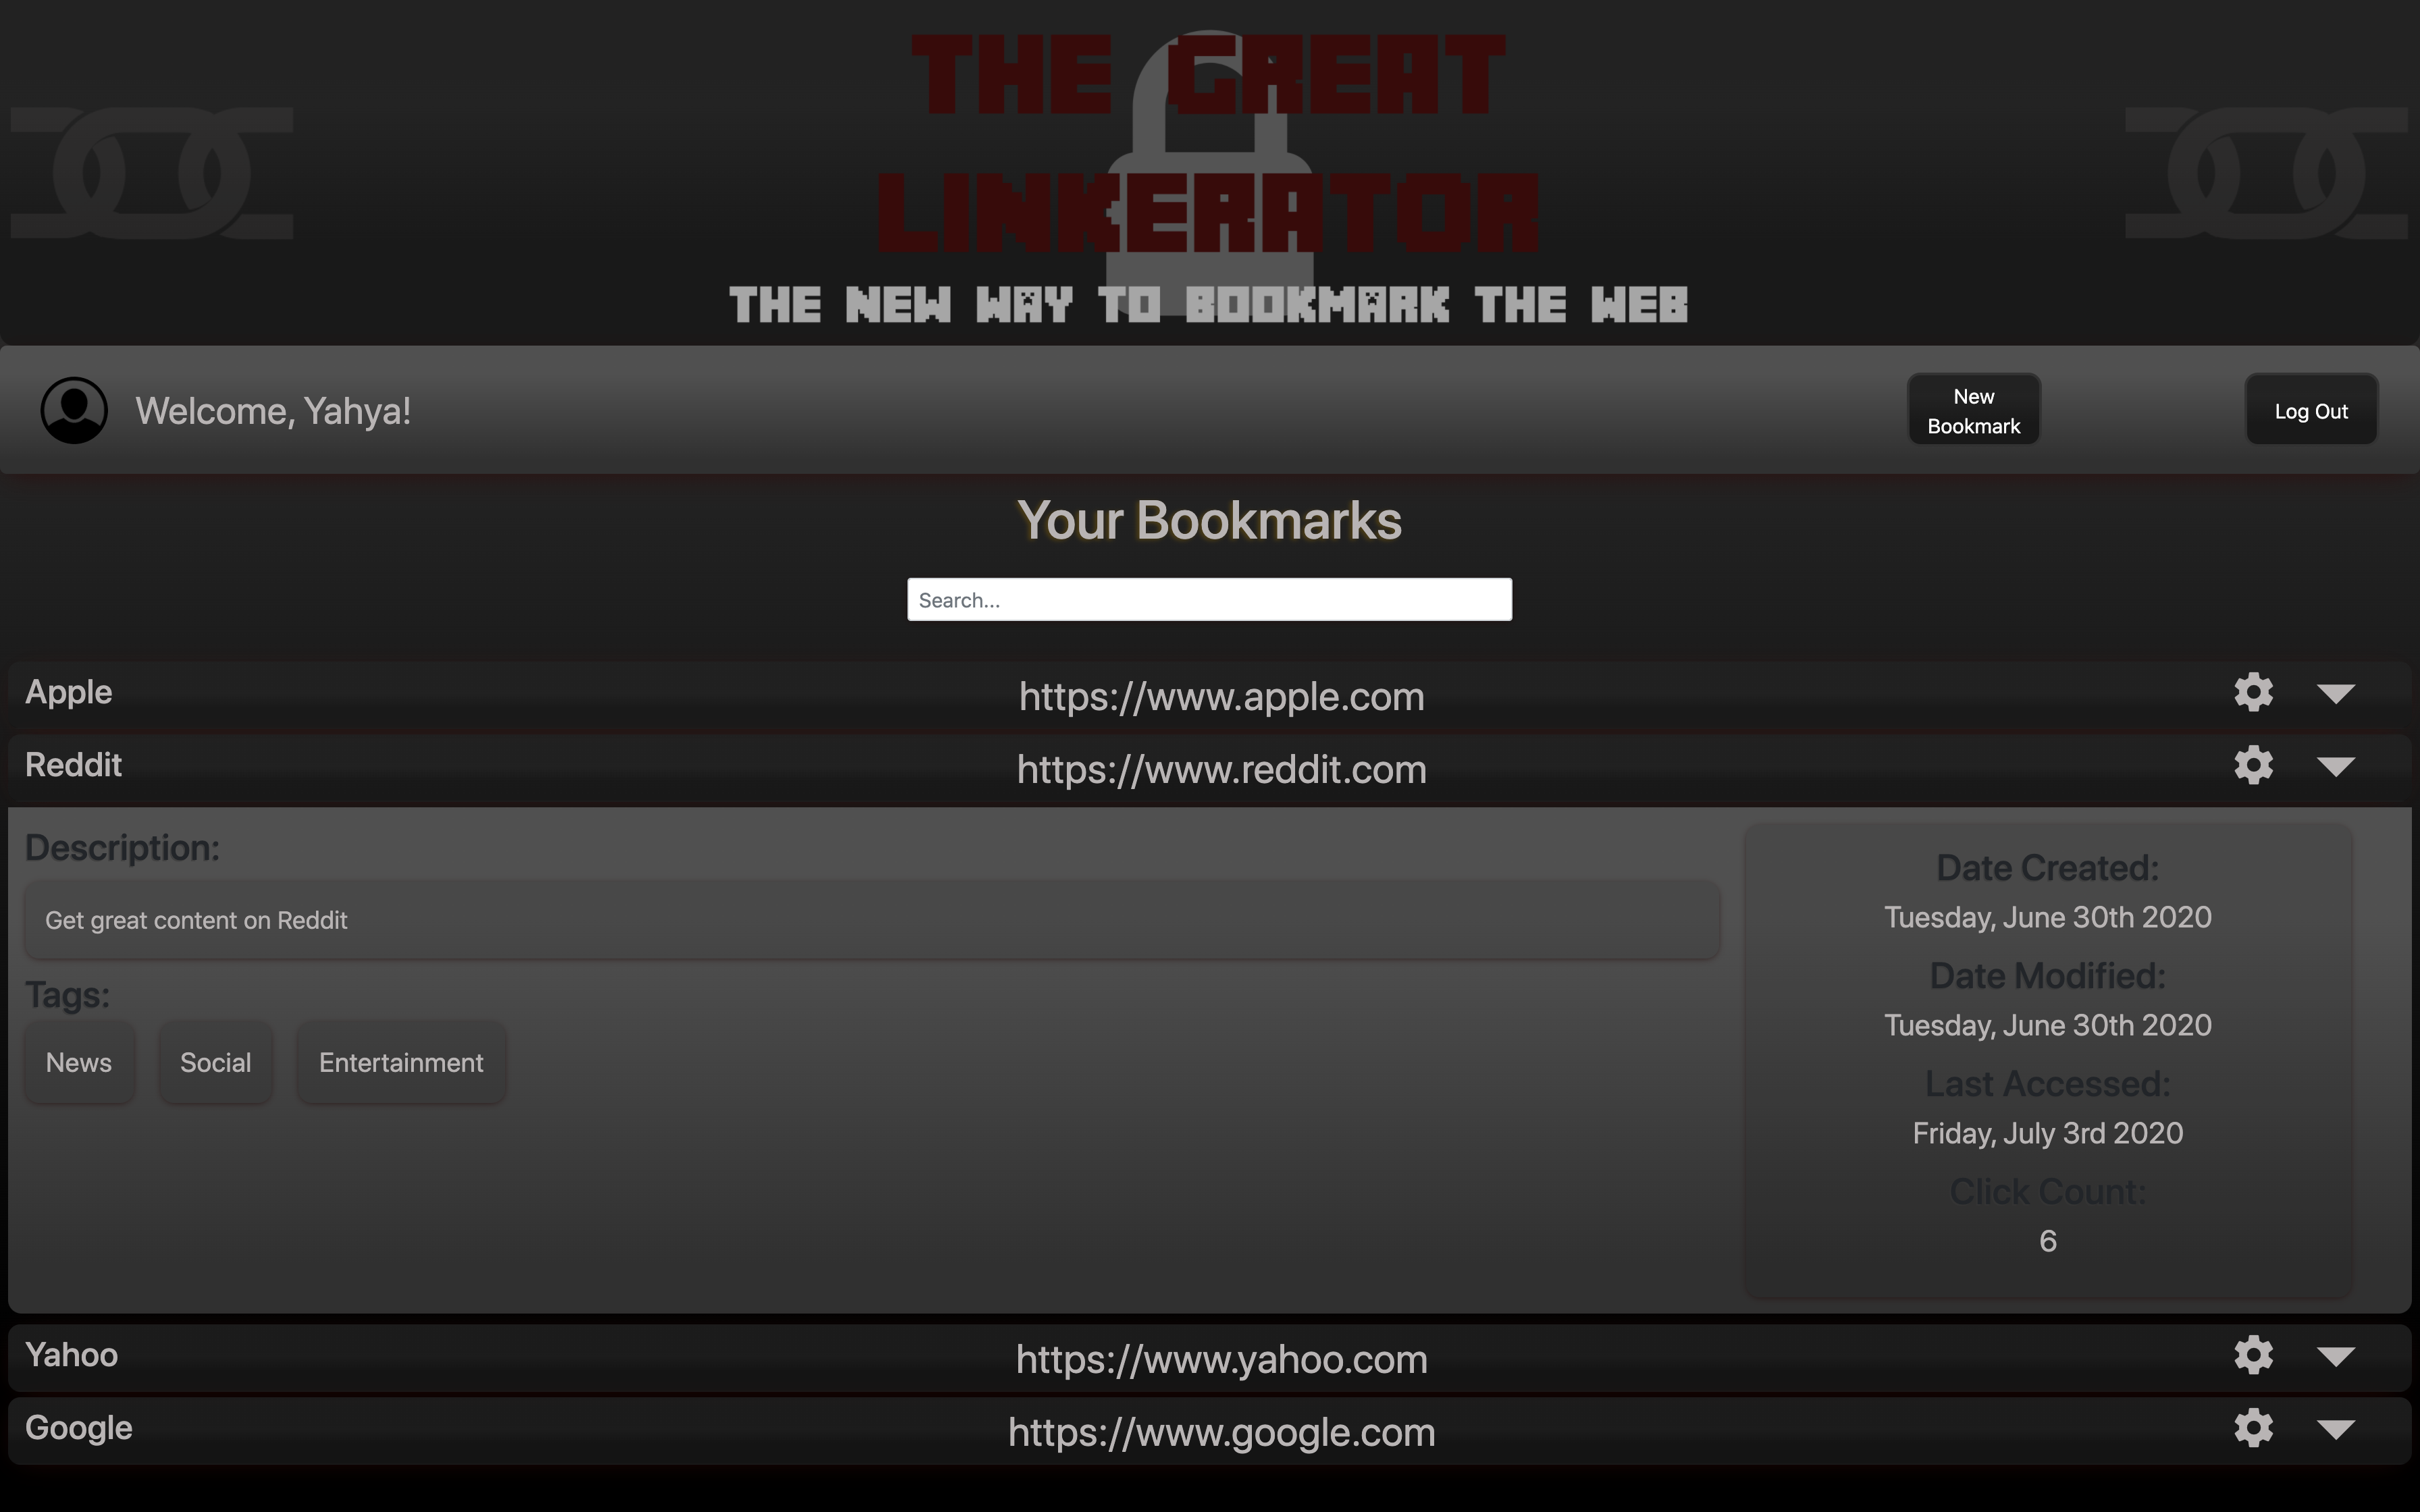 THE GREAT
LINKERATOR
THE NEW WAY TO BOOKMARK THE WEB
Welcome, Yahya!
New
Bookmark
Log Out
Your Bookmarks
Search...
Apple https://www.apple.com
Reddit https://www.reddit.com
Description:
Get great content on Reddit
Tags:
News Social Entertainment
Date Created:
Tuesday, June 30th 2020
Date Modified:
Tuesday, June 30th 2020
Last Accessed:
Friday, July 3rd 2020
Click Count:
6
Yahoo https://www.yahoo.com
Google https://www.google.com